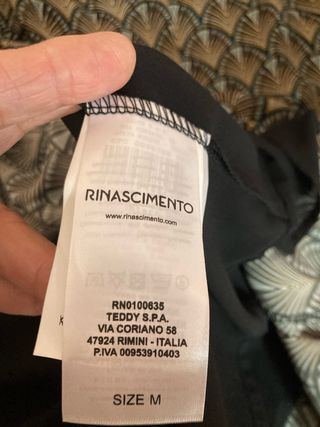 RINASCIMENTO
www.rinascimento.com
RN0100635
TEDDY S.P.A.
VIA CORIANO 58
47924 RIMINI - ITALIA
P.IVA 00953910403
SIZE M